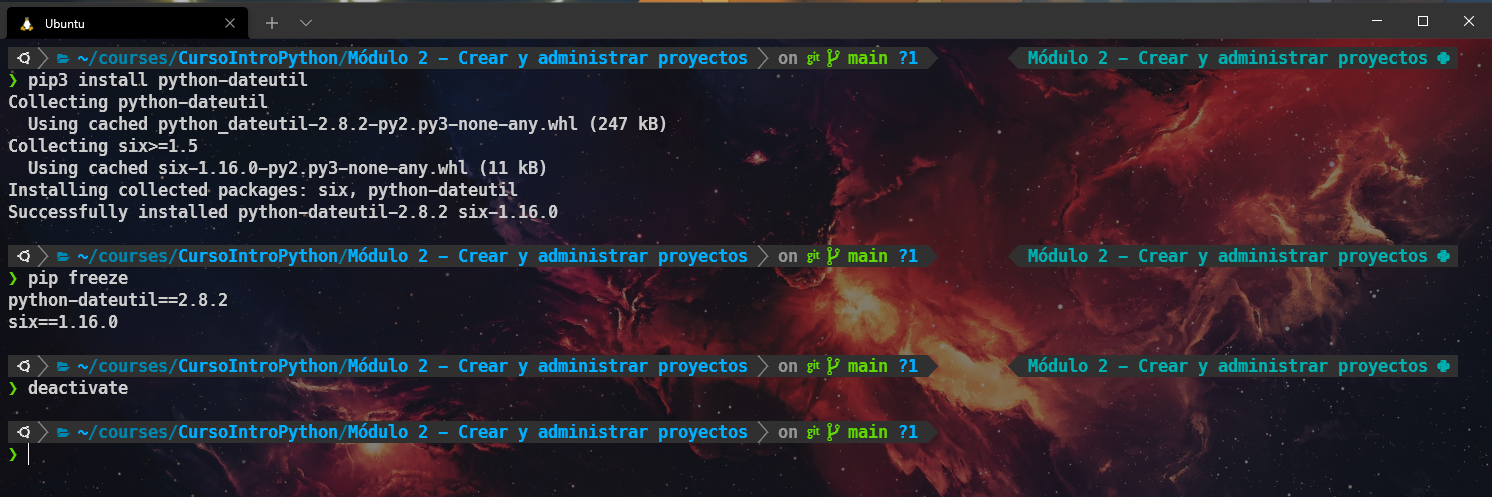 Ubuntu
~/courses/CursoIntroPython/Módulo 2 - Crear y administrar proyectos on git main ?1 Módulo 2 - Crear y administrar proyectos
❯ pip3 install python-dateutil
Collecting python-dateutil
Using cached python_dateutil-2.8.2-py2.py3-none-any.whl (247 kB)
Collecting six>=1.5
Using cached six-1.16.0-py2.py3-none-any.whl (11 kB)
Installing collected packages: six, python-dateutil
Successfully installed python-dateutil-2.8.2 six-1.16.0
~/courses/CursoIntroPython/Módulo 2 - Crear y administrar proyectos on git main ?1 Módulo 2 - Crear y administrar proyectos
❯ pip freeze
python-dateutil==2.8.2
six==1.16.0
~/courses/CursoIntroPython/Módulo 2 - Crear y administrar proyectos on git main ?1 Módulo 2 - Crear y administrar proyectos
❯ deactivate
~/courses/CursoIntroPython/Módulo 2 - Crear y administrar proyectos on git main ?1
❯